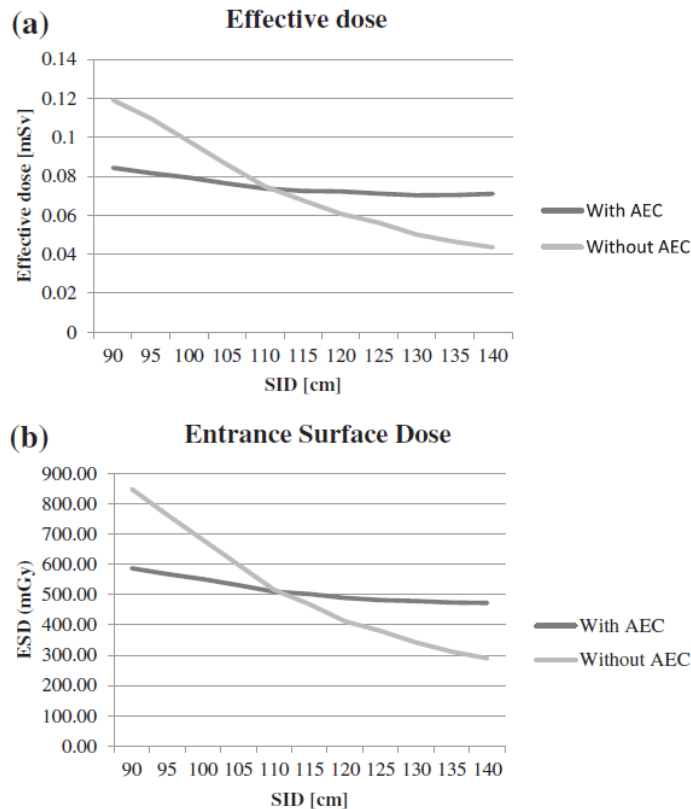 (a)
Effective dose
Effective dose [mSv]
0.14
0.12
0.1
0.08
0.06
0.04
0.02
0
90 95 100 105 110 115 120 125 130 135 140
SID [cm]
With AEC
Without AEC
(b)
Entrance Surface Dose
ESD (mGy)
900.00
800.00
700.00
600.00
500.00
400.00
300.00
200.00
100.00
0.00
90 95 100 105 110 115 120 125 130 135 140
SID [cm]
With AEC
Without AEC